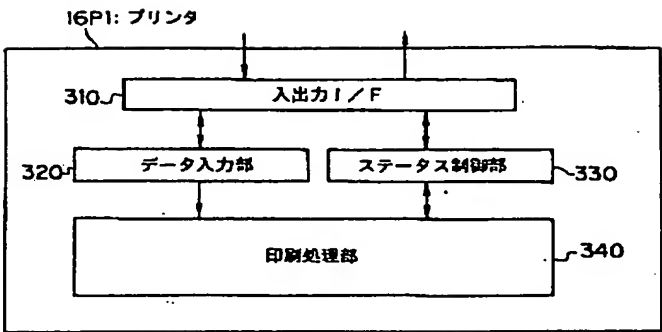 16P1: プリンタ
310
入出力 I/F
320
データ入力部
ステータス制御部
330
印刷処理部
340